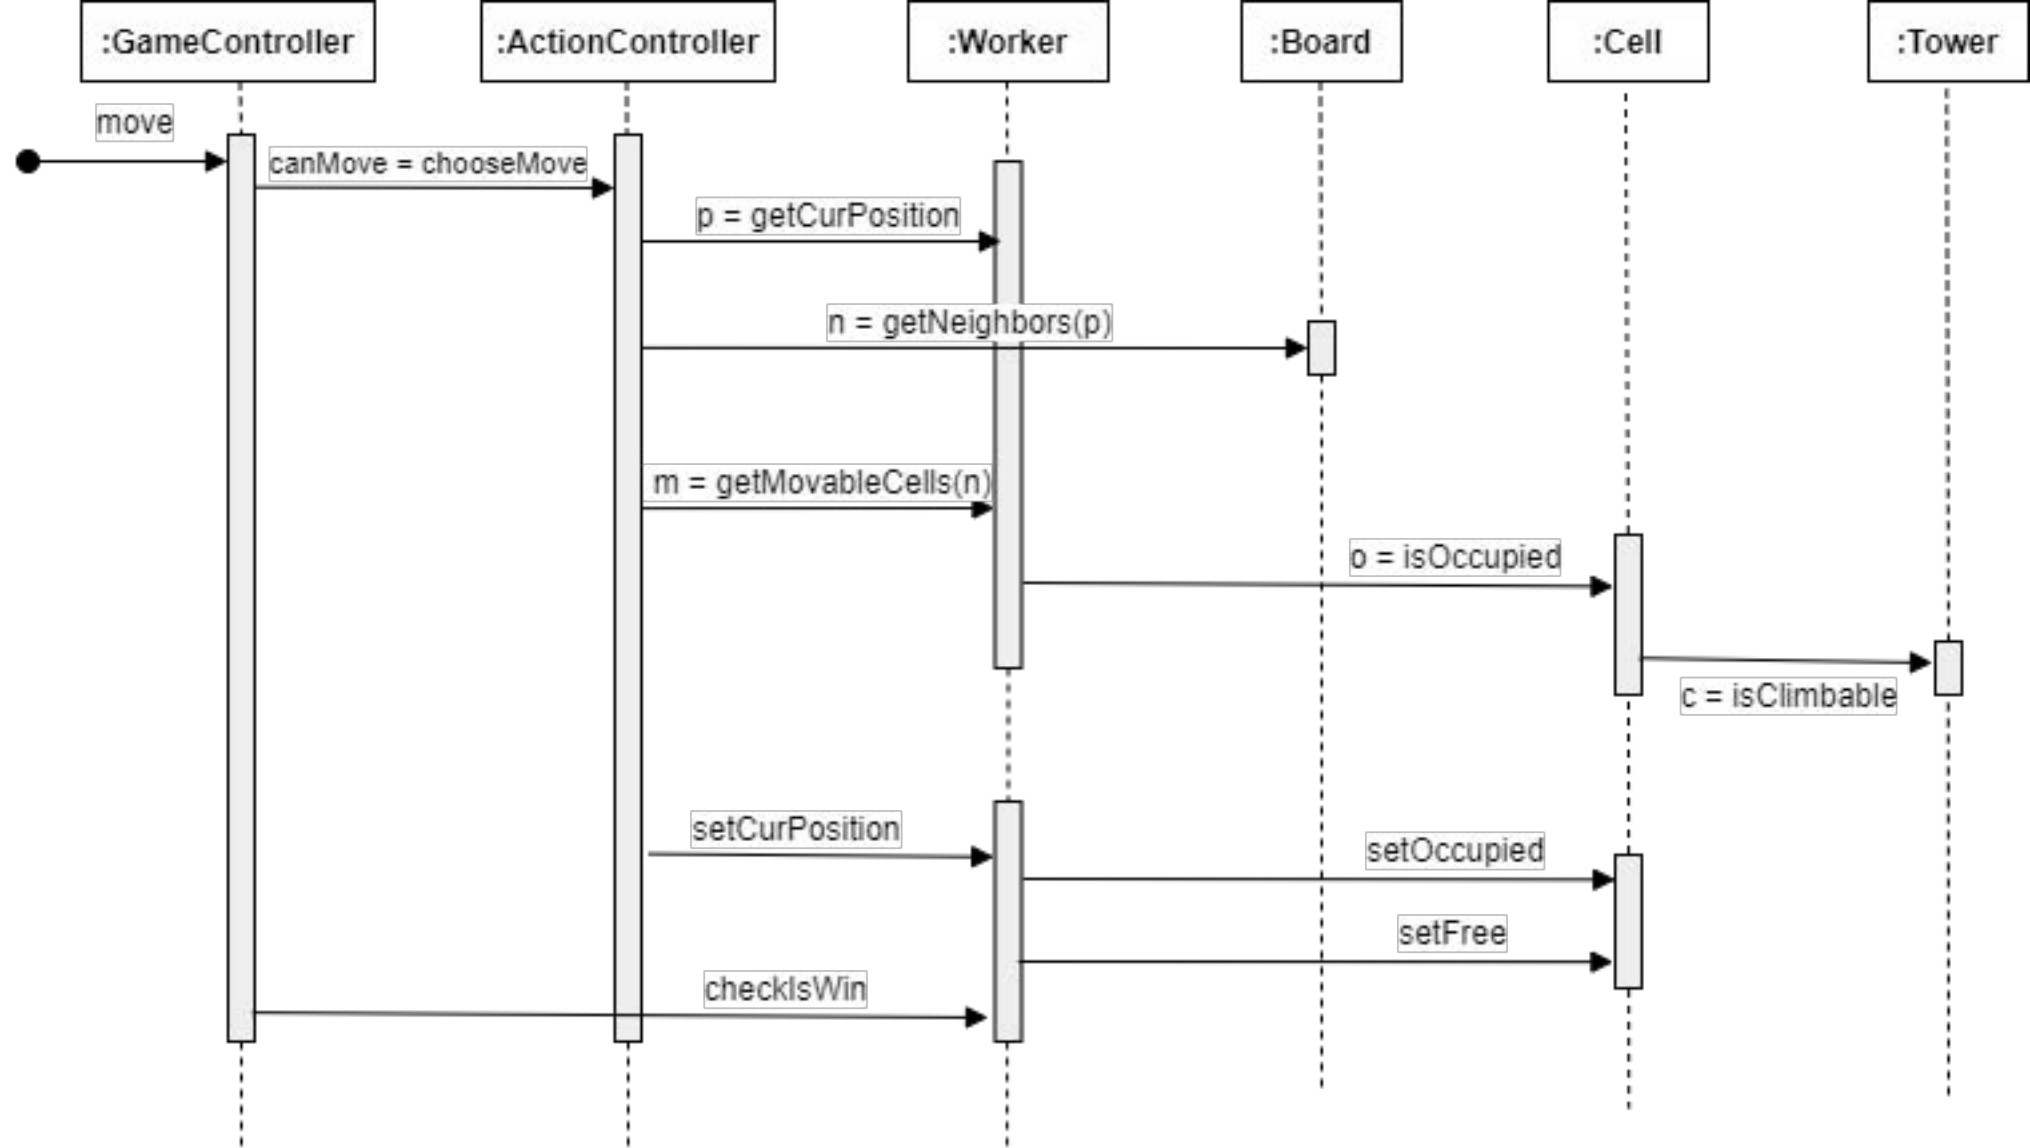 :GameController
:ActionController
:Worker
:Board
:Cell
:Tower
move
canMove = chooseMove
p = getCurPosition
n = getNeighbors(p)
m = getMovableCells(n)
o = isOccupied
c = isClimbable
setCurPosition
setOccupied
setFree
checkIsWin